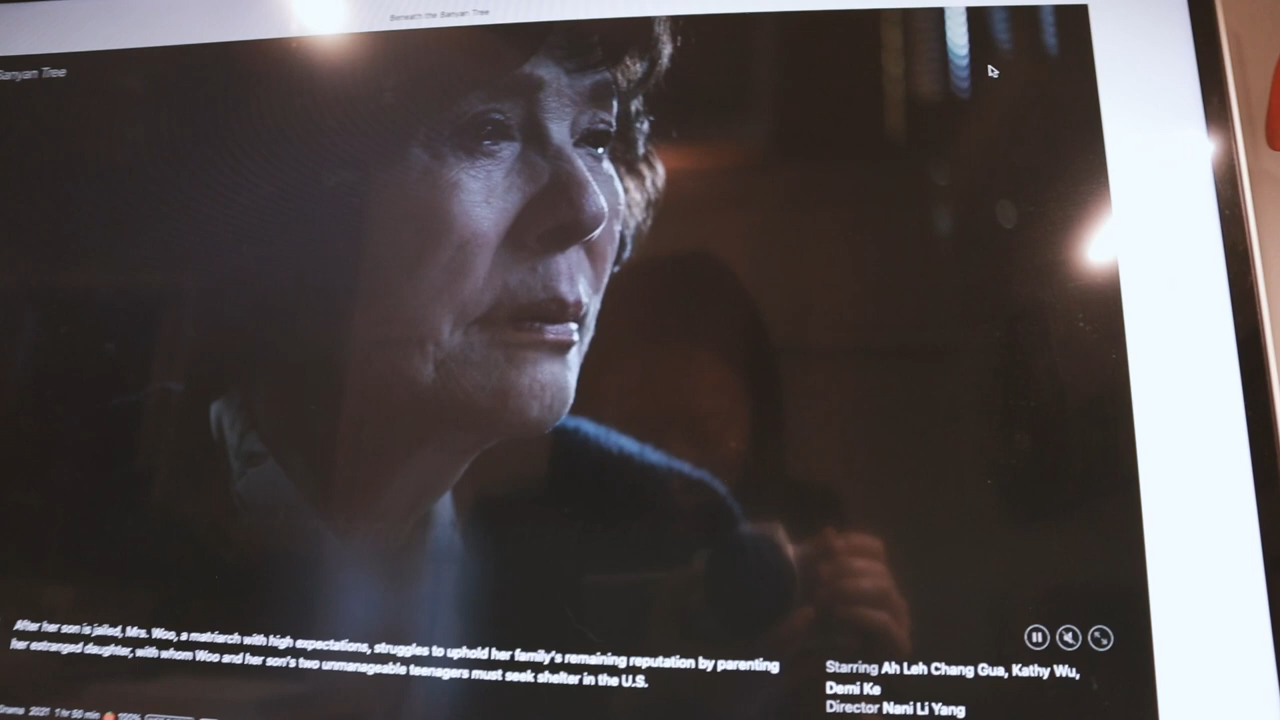 Beneath the Banyan Tree
Banyan Tree
After her son is jailed, Mrs. Woo, a matriarch with high expectations, struggles to uphold her family's remaining reputation by parenting
her estranged daughter, with whom Woo and her son's two unmanageable teenagers must seek shelter in the U.S.
Starring Ah Leh Chang Gua, Kathy Wu,
Demi Ke
Director Nani Li Yang
Drama 2021 1 hr 50 min 100%